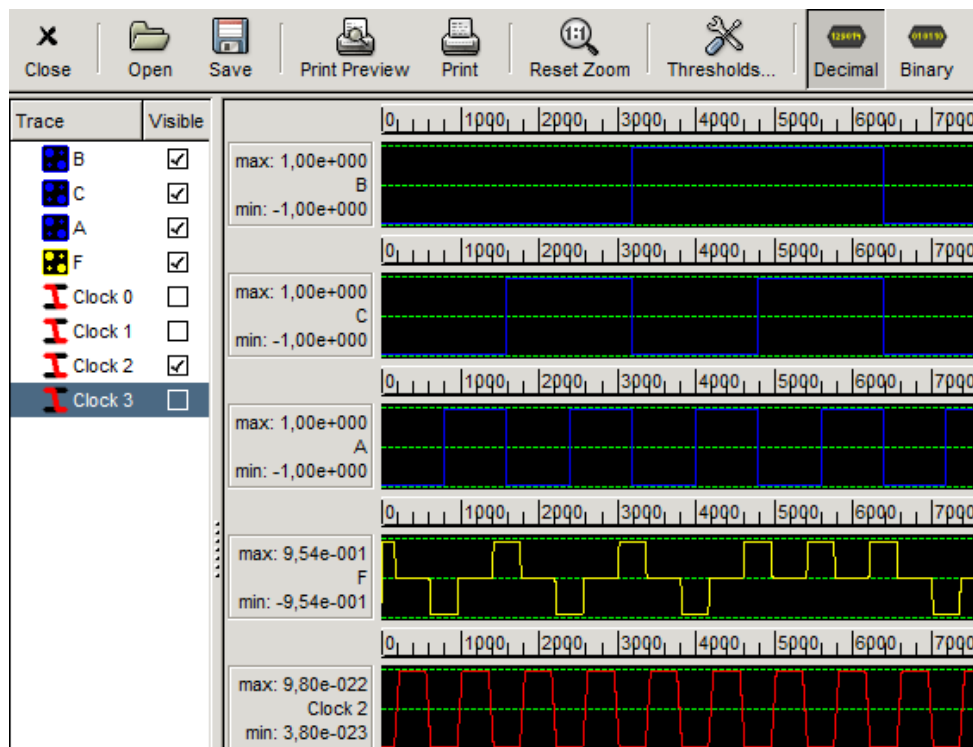 Close Open Save Print Preview Print Reset Zoom Thresholds... Decimal Binary
Trace Visible
B
C
A
F
Clock 0
Clock 1
Clock 2
Clock 3
0 1000 2000 3000 4000 5000 6000 7000
max: 1,00e+000
B
min: -1,00e+000
0 1000 2000 3000 4000 5000 6000 7000
max: 1,00e+000
C
min: -1,00e+000
0 1000 2000 3000 4000 5000 6000 7000
max: 1,00e+000
A
min: -1,00e+000
0 1000 2000 3000 4000 5000 6000 7000
max: 9,54e-001
F
min: -9,54e-001
0 1000 2000 3000 4000 5000 6000 7000
max: 9,80e-022
Clock 2
min: 3,80e-023